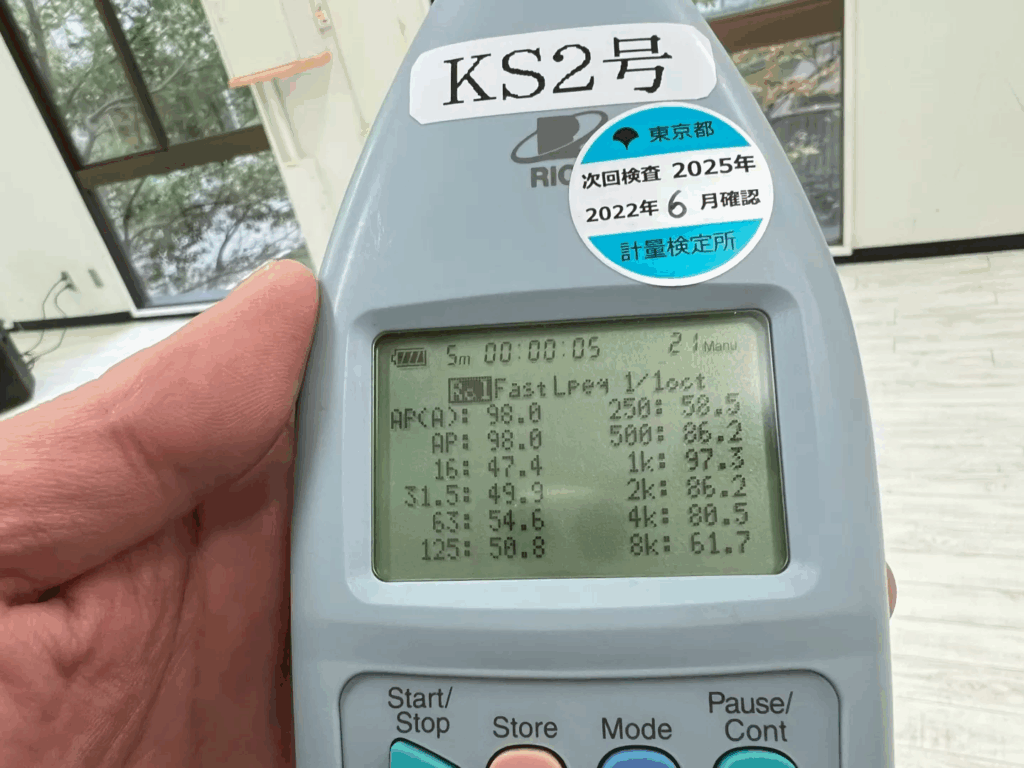 KS2号
RIO
東京都
次回検査 2025年
2022年 6 月確認
計量検定所
5m 00:00:05 21 Manu
Rcl Fast Lpeq 1/1oct
AP(A): 98.0 250: 58.5
AP: 98.0 500: 86.2
16: 47.4 1k: 97.3
31.5: 49.9 2k: 86.2
63: 54.6 4k: 80.5
125: 50.8 8k: 61.7
Start/
Stop
Store
Mode
Pause/
Cont